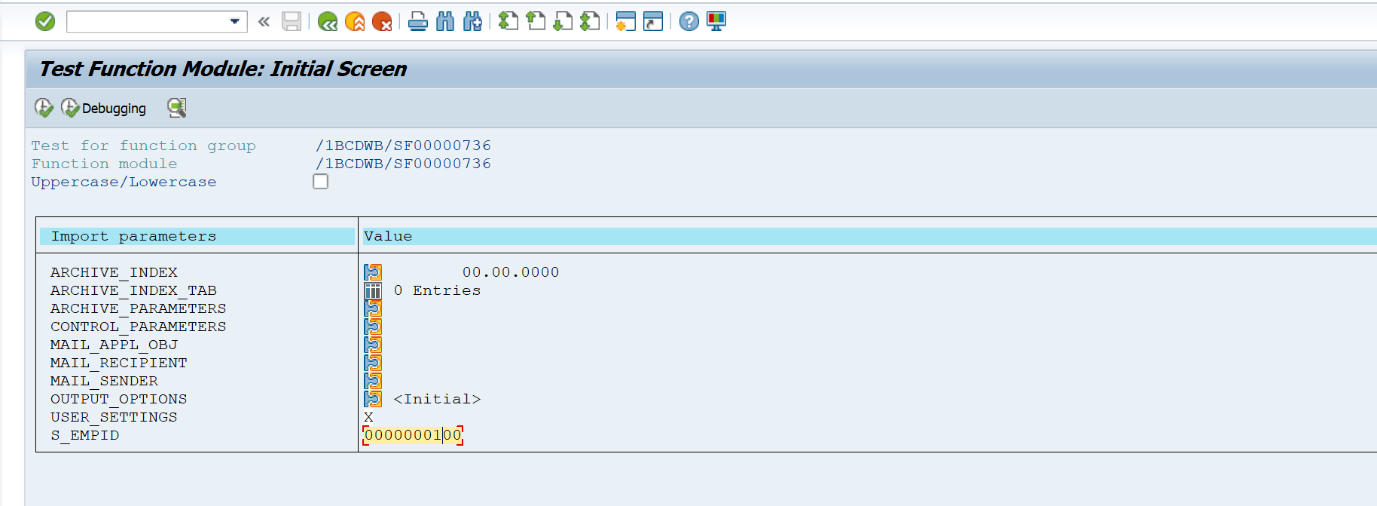 Test Function Module: Initial Screen
Debugging
Test for function group /1BCDWB/SF00000736
Function module /1BCDWB/SF00000736
Uppercase/Lowercase
Import parameters Value
ARCHIVE_INDEX 00.00.0000
ARCHIVE_INDEX_TAB 0 Entries
ARCHIVE_PARAMETERS
CONTROL_PARAMETERS
MAIL_APPL_OBJ
MAIL_RECIPIENT
MAIL_SENDER
OUTPUT_OPTIONS <Initial>
USER_SETTINGS X
S_EMPID 0000000100